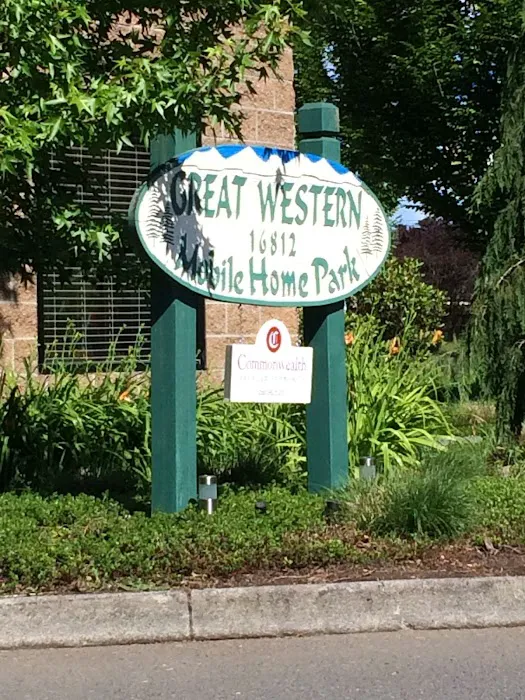 GREAT WESTERN
16812
Mobile Home Park
C
Commonwealth